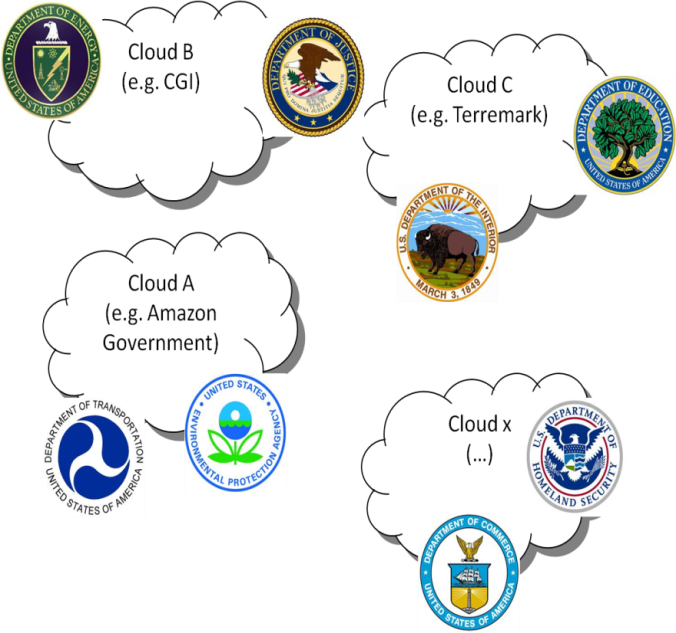 Cloud B
(e.g. CGI)
DEPARTMENT OF ENERGY
UNITED STATES OF AMERICA
DEPARTMENT OF JUSTICE
Cloud C
(e.g. Terremark)
DEPARTMENT OF EDUCATION
UNITED STATES OF AMERICA
U.S. DEPARTMENT OF THE INTERIOR
MARCH 3, 1849
Cloud A
(e.g. Amazon
Government)
DEPARTMENT OF TRANSPORTATION
UNITED STATES OF AMERICA
UNITED STATES
ENVIRONMENTAL PROTECTION AGENCY
Cloud x
(...)
U.S. DEPARTMENT OF
HOMELAND SECURITY
DEPARTMENT OF COMMERCE
UNITED STATES OF AMERICA